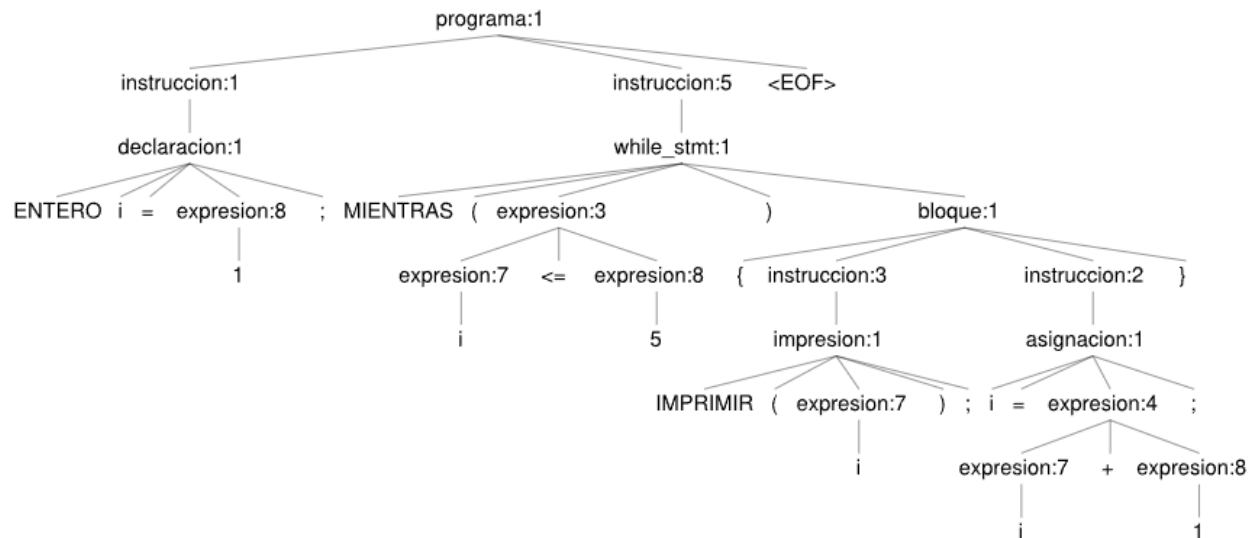 programa:1
instruccion:1 instruccion:5 <EOF>
declaracion:1 while_stmt:1
ENTERO i = expresion:8 ; MIENTRAS ( expresion:3 ) bloque:1
1 expresion:7 <= expresion:8 { instruccion:3 instruccion:2 }
i 5 impresion:1 asignacion:1
IMPRIMIR ( expresion:7 ) ; i = expresion:4 ;
i expresion:7 + expresion:8
i 1